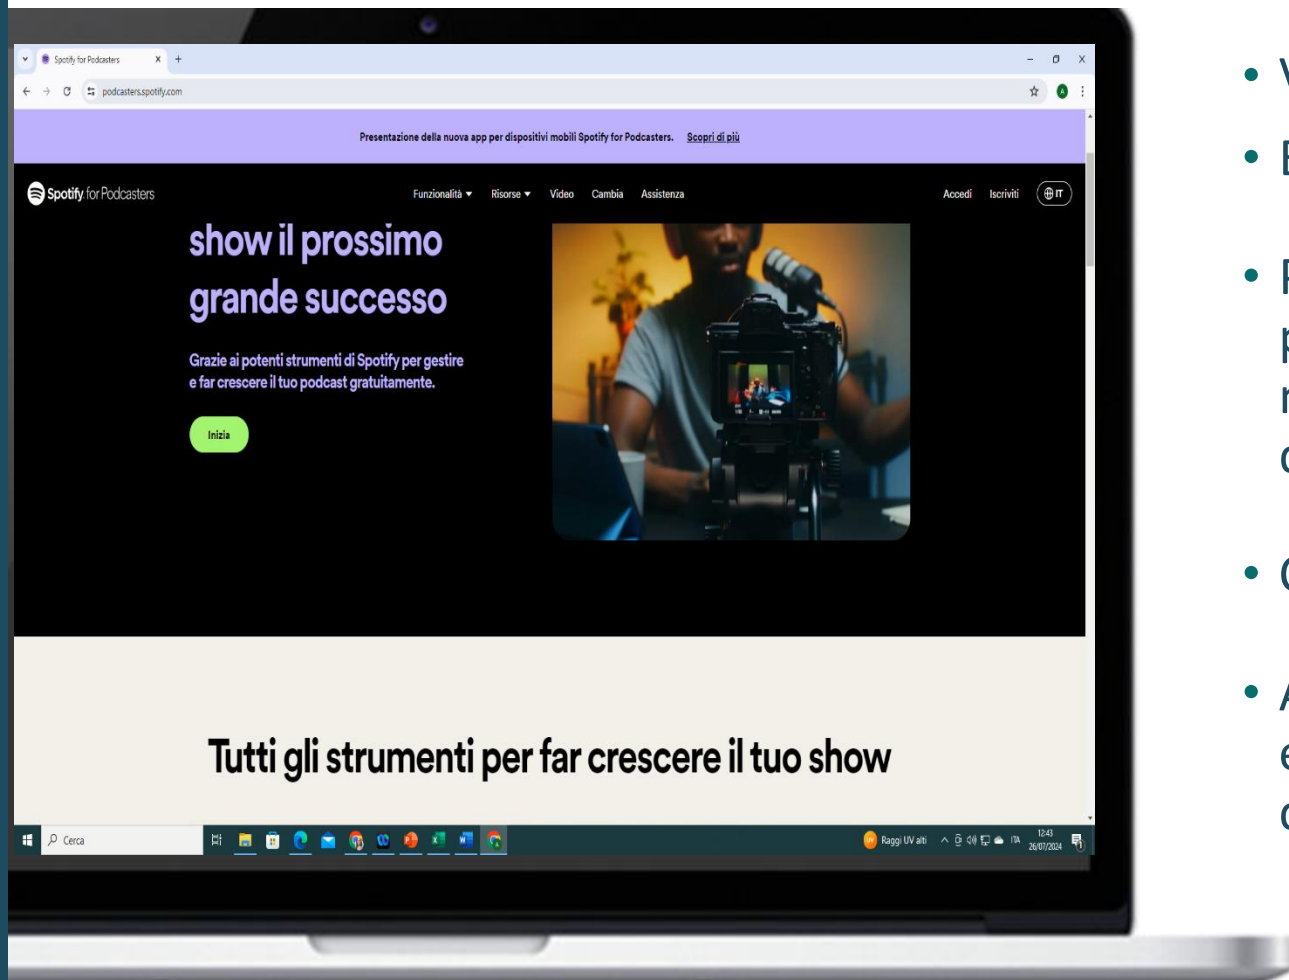 Spotify for Podcasters
podcasters.spotify.com
A
Presentazione della nuova app per dispositivi mobili Spotify for Podcasters. Scopri di più
Spotify for Podcasters
Funzionalità Risorse Video Cambia Assistenza
Accedi Iscriviti IT
show il prossimo
grande successo
Grazie ai potenti strumenti di Spotify per gestire
e far crescere il tuo podcast gratuitamente.
Inizia
Tutti gli strumenti per far crescere il tuo show
Cerca
Raggi UV alti
ITA
12:43
26/07/2024